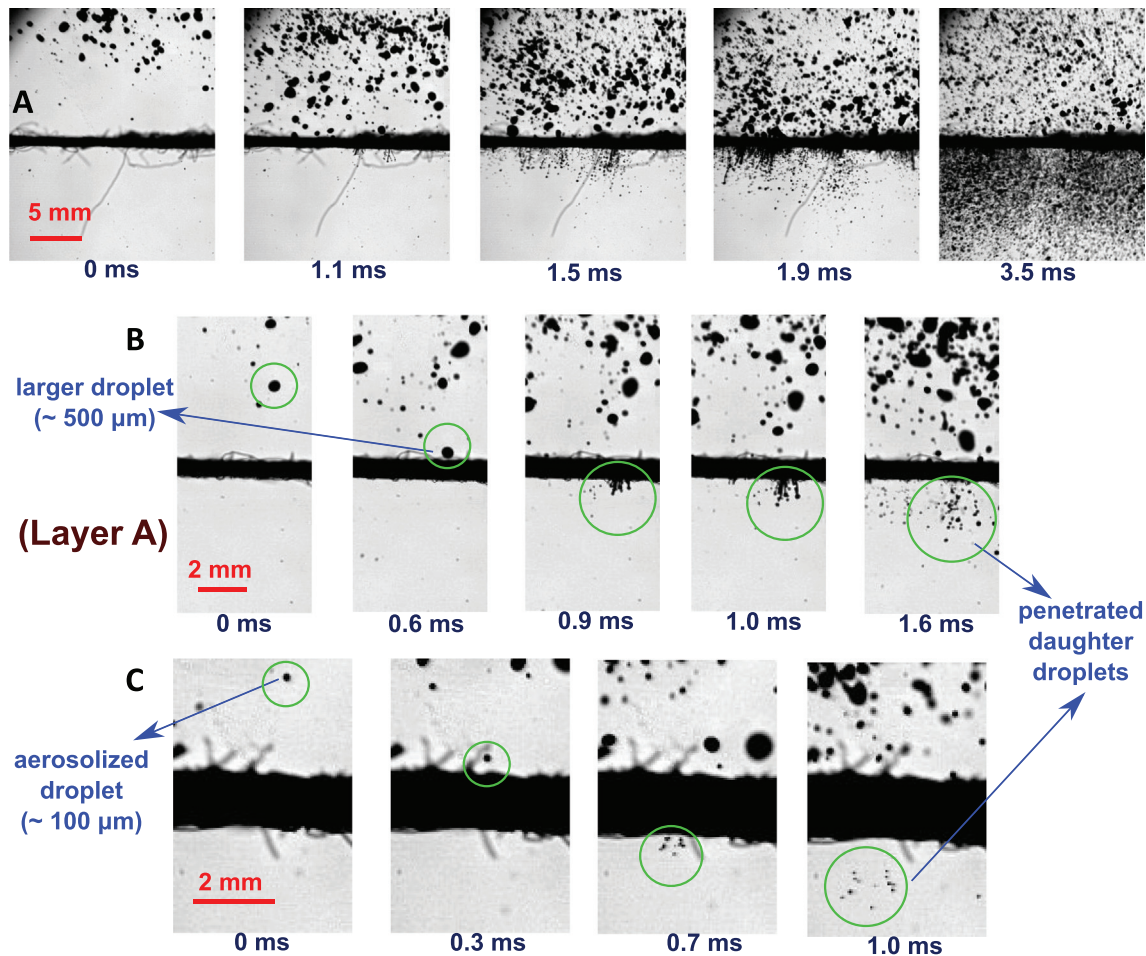 A
5 mm
0 ms
1.1 ms
1.5 ms
1.9 ms
3.5 ms
B
larger droplet
(~ 500 µm)
(Layer A)
2 mm
0 ms
0.6 ms
0.9 ms
1.0 ms
1.6 ms
penetrated
daughter
droplets
C
aerosolized
droplet
(~ 100 µm)
2 mm
0 ms
0.3 ms
0.7 ms
1.0 ms